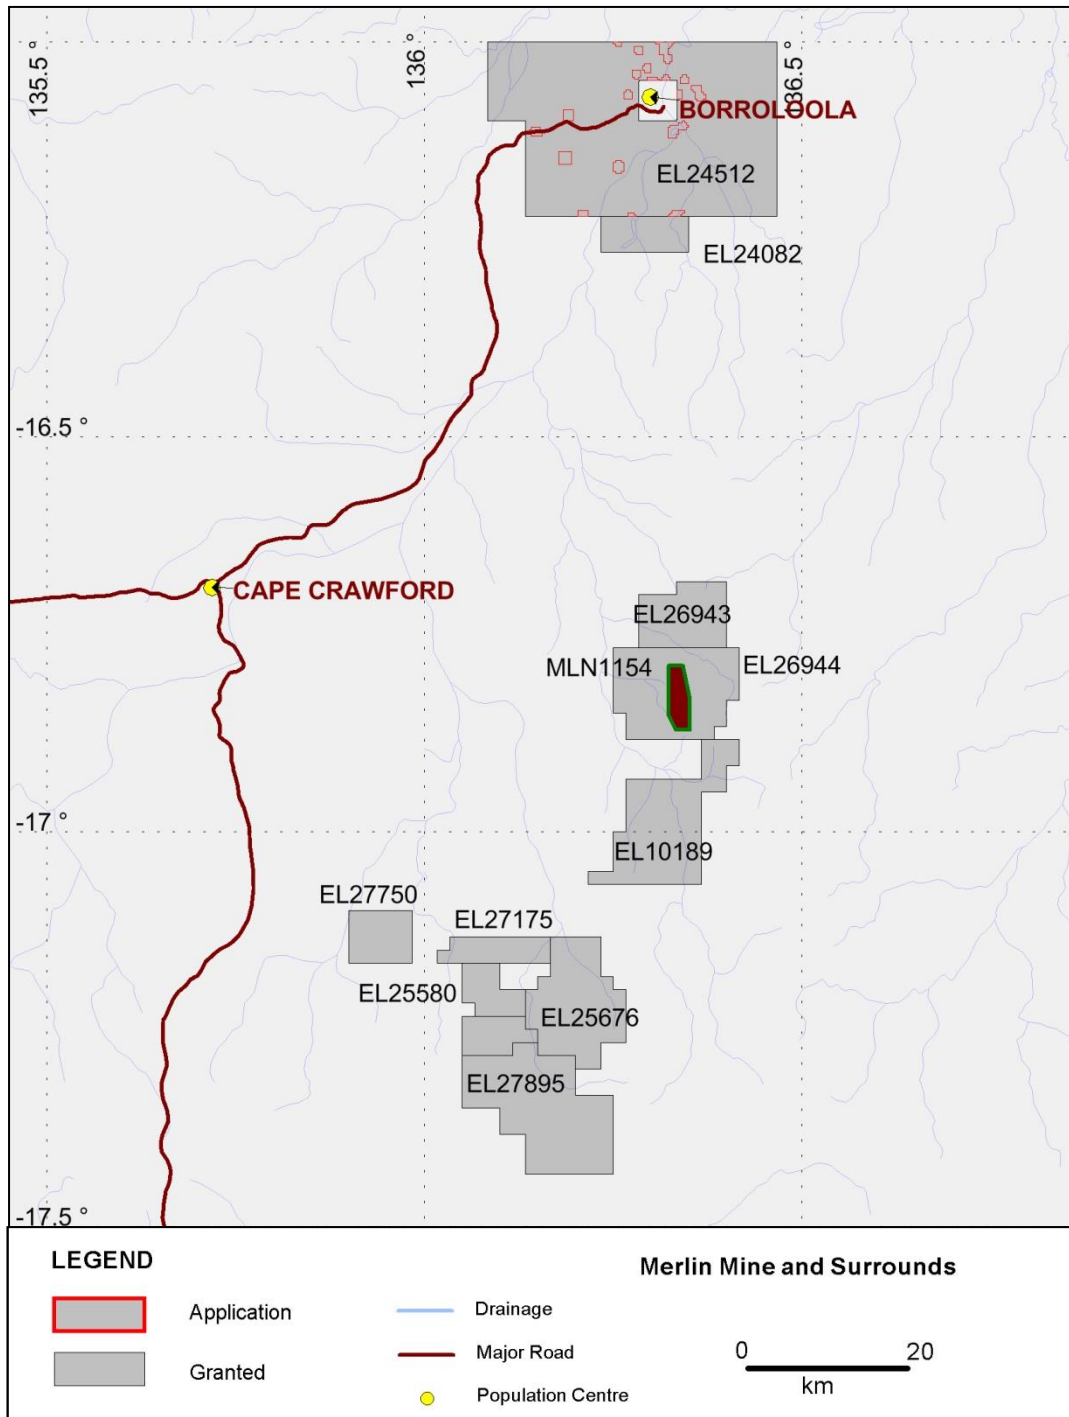 135.5 °
136 °
136.5 °
BORROLOOLA
EL24512
EL24082
-16.5 °
CAPE CRAWFORD
EL26943
MLN1154
EL26944
-17 °
EL10189
EL27750
EL27175
EL25580
EL25676
EL27895
-17.5 °
LEGEND
Merlin Mine and Surrounds
Application
Drainage
Granted
Major Road
Population Centre
0 20
km